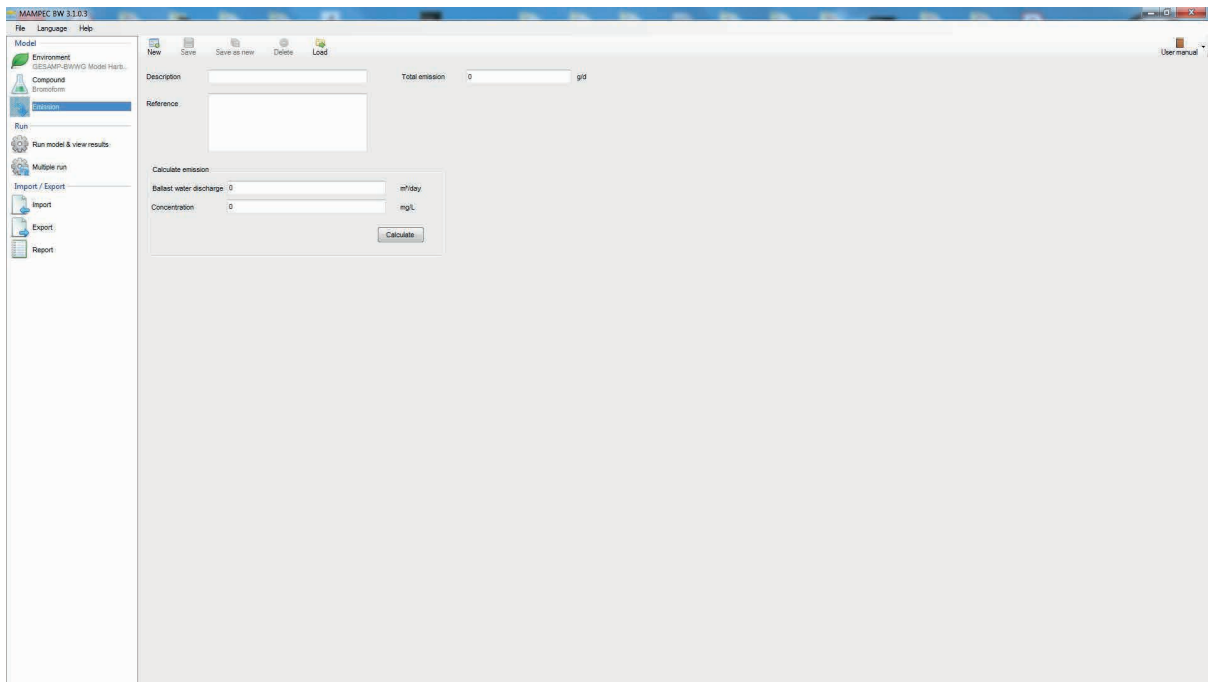 MAMPEC BW 3.1.0.3
File Language Help
Model
Environment
GESAMP-BWWG Model Harb...
Compound
Bromoform
Emission
Run
Run model & view results
Multiple run
Import / Export
Import
Export
Report
New Save Save as new Delete Load
User manual
Description
Total emission 0 g/d
Reference
Calculate emission
Ballast water discharge 0 m³/day
Concentration 0 mg/L
Calculate